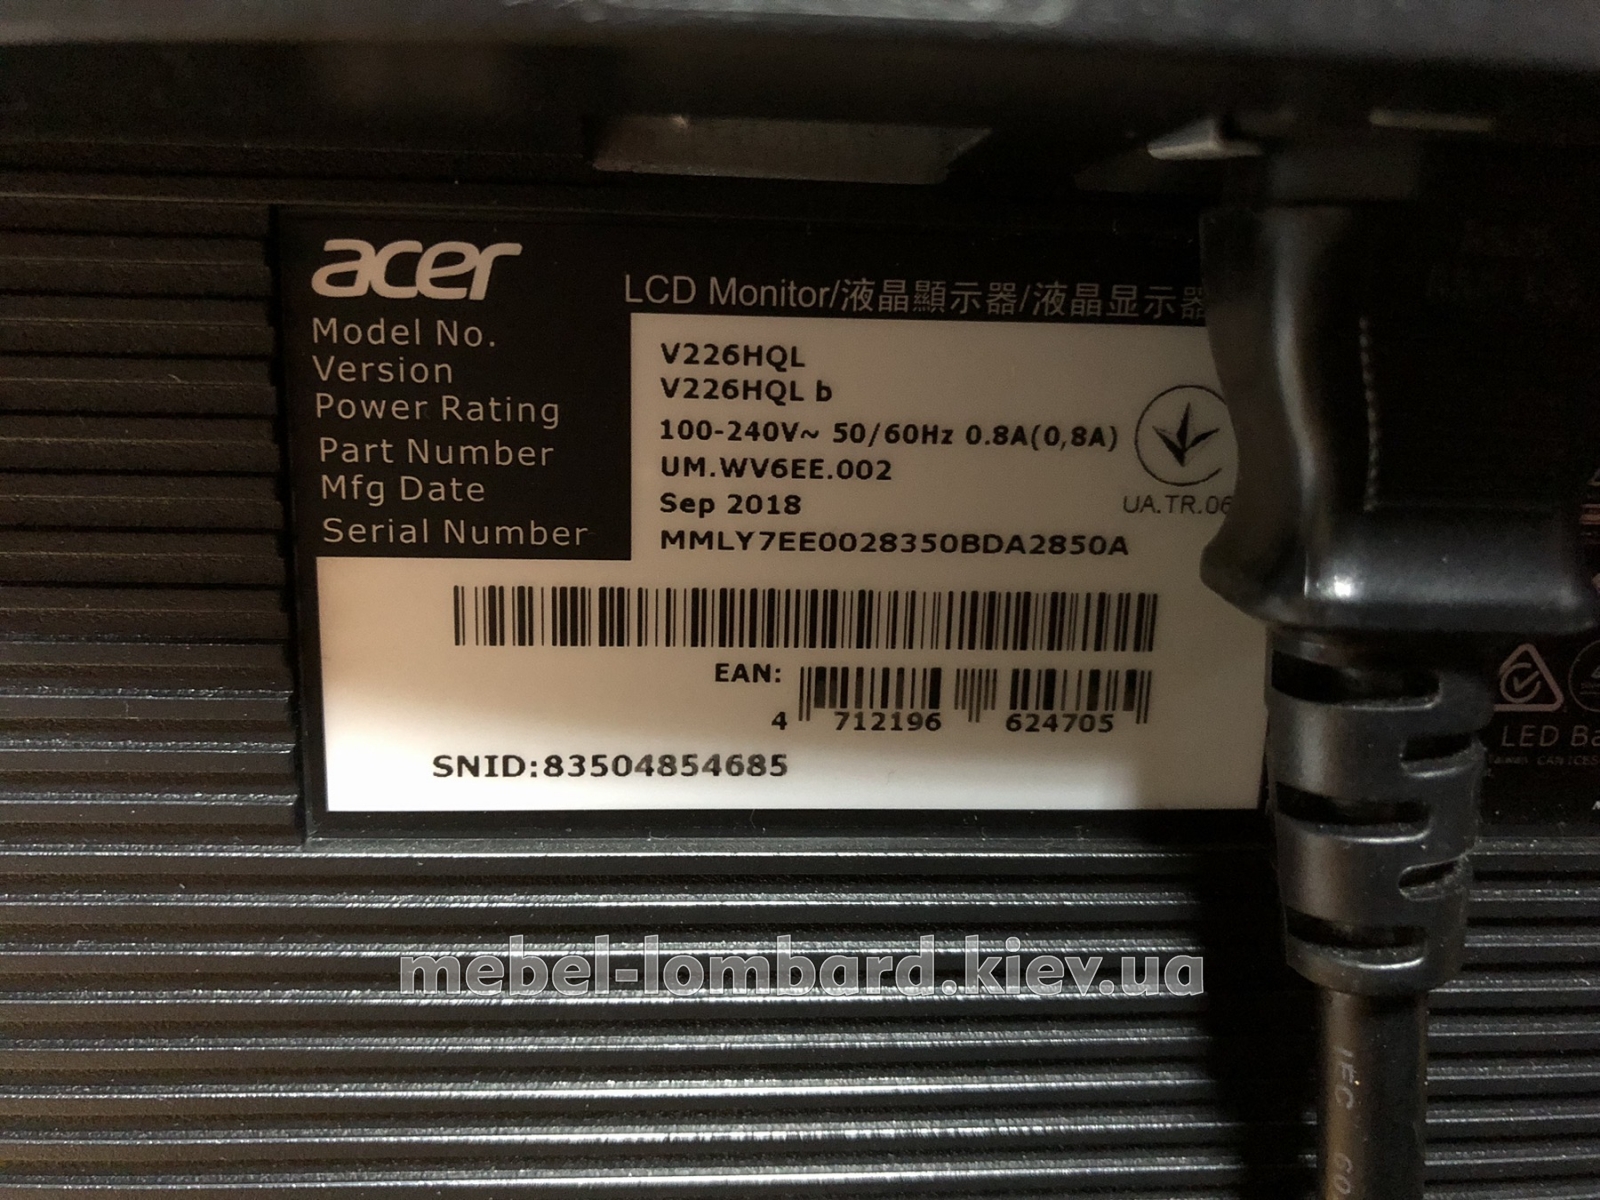 acer
LCD Monitor/液晶顯示器/液晶显示器
Model No. V226HQL
Version V226HQL b
Power Rating 100-240V~ 50/60Hz 0.8A(0,8A)
Part Number UM.WV6EE.002
Mfg Date Sep 2018
Serial Number MMLY7EE0028350BDA2850A
UA.TR.06
EAN:
4 712196 624705
SNID:83504854685
LED Ba
mebel-lombard.kiev.ua
IEC 60